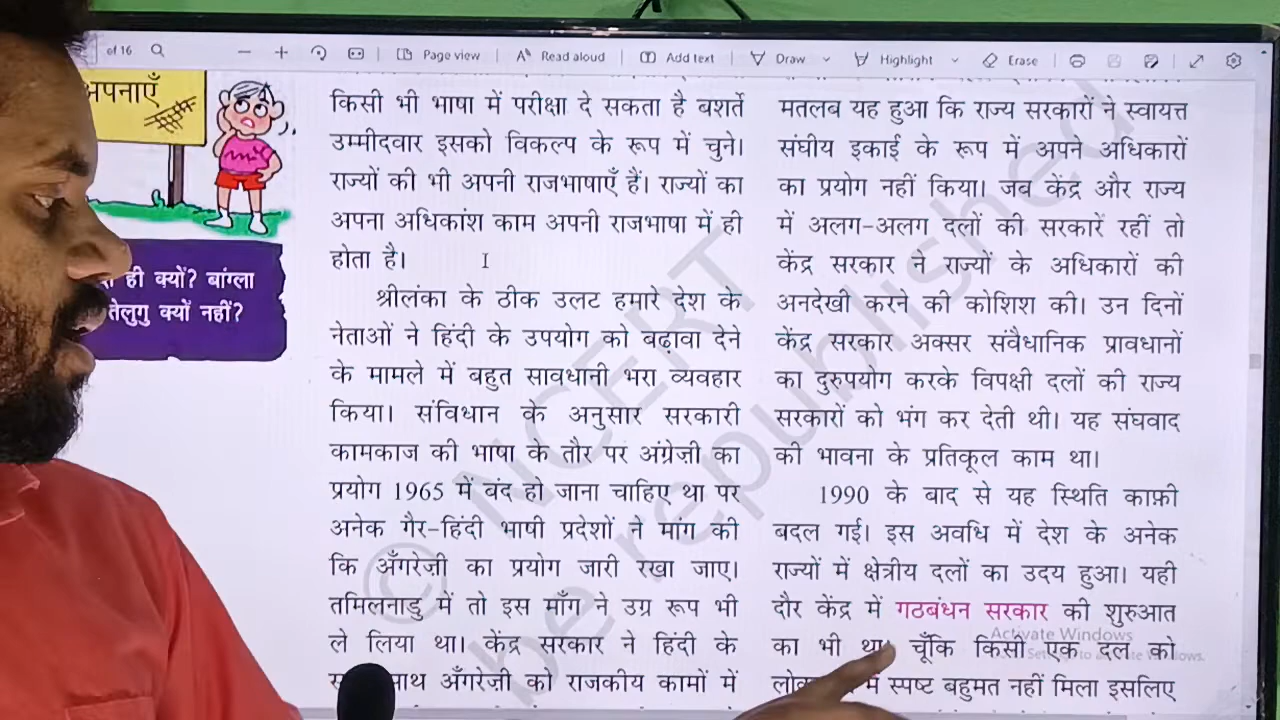 of 16
Page view
Read aloud
Add text
Draw
Highlight
Erase
अपनाएँ
ही क्यों? बांग्ला
तेलुगु क्यों नहीं?
किसी भी भाषा में परीक्षा दे सकता है बशर्ते
उम्मीदवार इसको विकल्प के रूप में चुने।
राज्यों की भी अपनी राजभाषाएँ हैं। राज्यों का
अपना अधिकांश काम अपनी राजभाषा में ही
होता है।
श्रीलंका के ठीक उलट हमारे देश के
नेताओं ने हिंदी के उपयोग को बढ़ावा देने
के मामले में बहुत सावधानी भरा व्यवहार
किया। संविधान के अनुसार सरकारी
कामकाज की भाषा के तौर पर अंग्रेज़ी का
प्रयोग 1965 में बंद हो जाना चाहिए था पर
अनेक गैर-हिंदी भाषी प्रदेशों ने मांग की
कि अँगरेज़ी का प्रयोग जारी रखा जाए।
तमिलनाडु में तो इस माँग ने उग्र रूप भी
ले लिया था। केंद्र सरकार ने हिंदी के
अँगरेज़ी को राजकीय कामों में
मतलब यह हुआ कि राज्य सरकारों ने स्वायत्त
संघीय इकाई के रूप में अपने अधिकारों
का प्रयोग नहीं किया। जब केंद्र और राज्य
में अलग-अलग दलों की सरकारें रहीं तो
केंद्र सरकार ने राज्यों के अधिकारों की
अनदेखी करने की कोशिश की। उन दिनों
केंद्र सरकार अक्सर संवैधानिक प्रावधानों
का दुरुपयोग करके विपक्षी दलों की राज्य
सरकारों को भंग कर देती थी। यह संघवाद
की भावना के प्रतिकूल काम था।
1990 के बाद से यह स्थिति काफ़ी
बदल गई। इस अवधि में देश के अनेक
राज्यों में क्षेत्रीय दलों का उदय हुआ। यही
दौर केंद्र में गठबंधन सरकार की शुरुआत
का भी था। चूँकि किसी एक दल को
में स्पष्ट बहुमत नहीं मिला इसलिए
© NCERT
be republished
Activate Windows